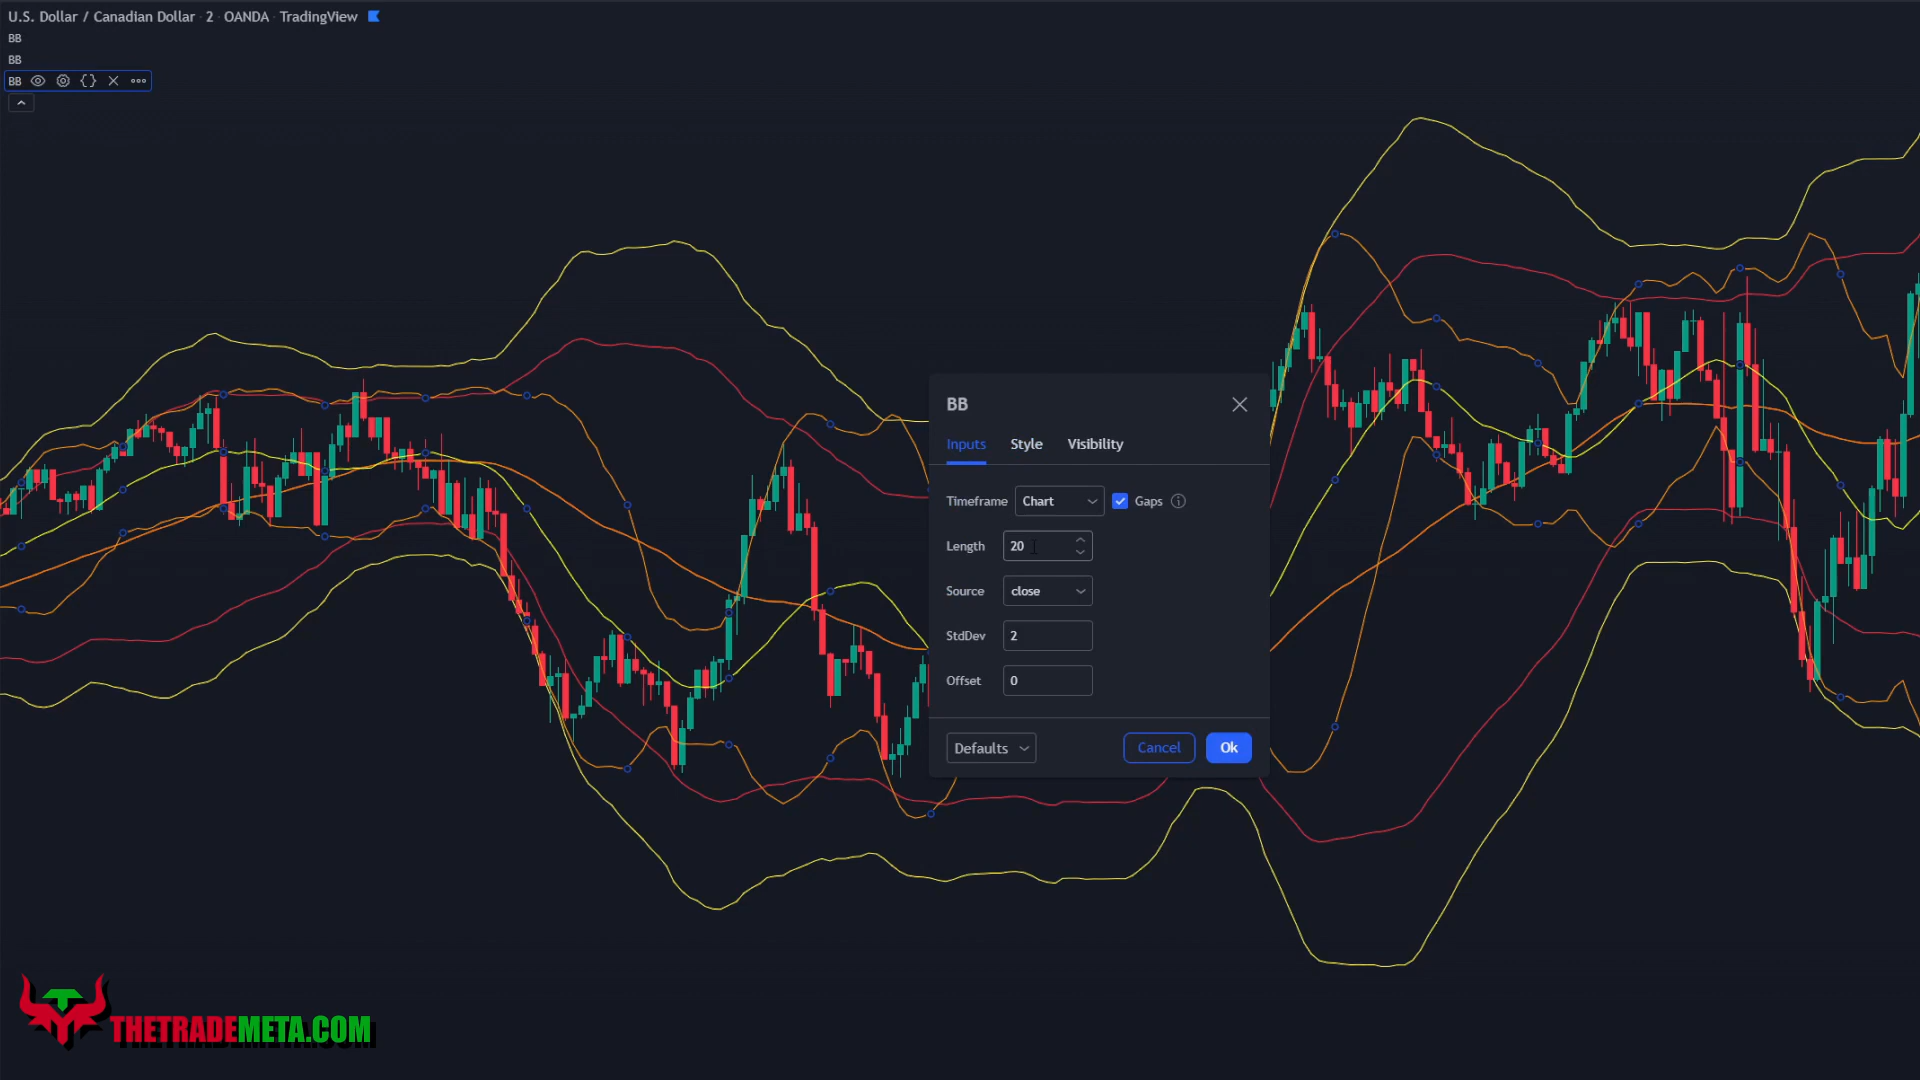 U.S. Dollar / Canadian Dollar · 2 · OANDA · TradingView
BB
BB
BB
BB
Inputs Style Visibility
Timeframe Chart Gaps
Length 20
Source close
StdDev 2
Offset 0
Defaults Cancel Ok
THETRADEMETA.COM